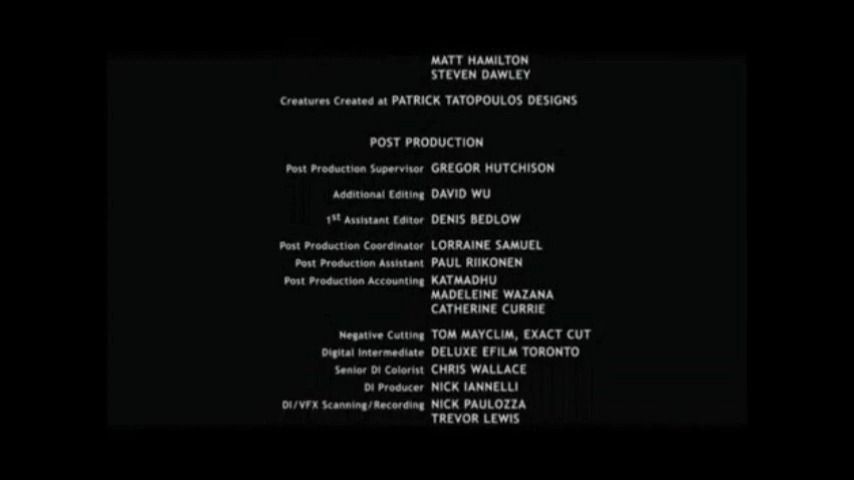 MATT HAMILTON
STEVEN DAWLEY
Creatures Created at PATRICK TATOPOULOS DESIGNS
POST PRODUCTION
Post Production Supervisor GREGOR HUTCHISON
Additional Editing DAVID WU
1st Assistant Editor DENIS BEDLOW
Post Production Coordinator LORRAINE SAMUEL
Post Production Assistant PAUL RIIKONEN
Post Production Accounting KATMADHU
MADELEINE WAZANA
CATHERINE CURRIE
Negative Cutting TOM MAYCLIM, EXACT CUT
Digital Intermediate DELUXE EFILM TORONTO
Senior DI Colorist CHRIS WALLACE
DI Producer NICK IANNELLI
DI/VFX Scanning/Recording NICK PAULOZZA
TREVOR LEWIS